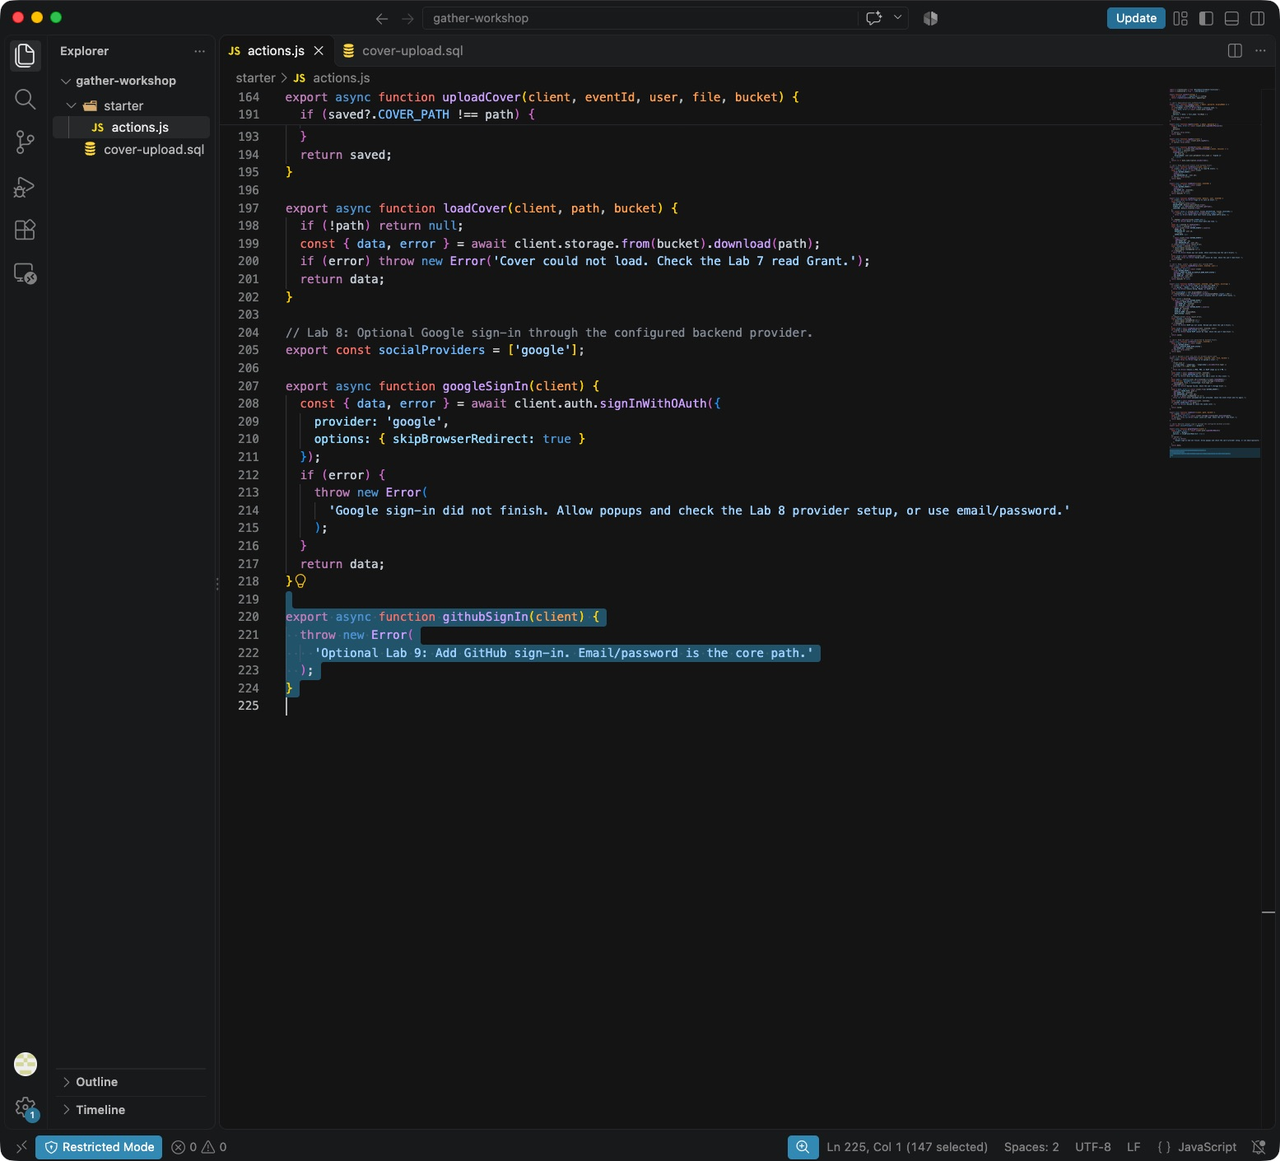 gather-workshop
Update
Explorer
gather-workshop
starter
JS actions.js
cover-upload.sql
JS actions.js
cover-upload.sql
starter > JS actions.js
164 export async function uploadCover(client, eventId, user, file, bucket) {
191 if (saved?.COVER_PATH !== path) {
193 }
194 return saved;
195 }
196
197 export async function loadCover(client, path, bucket) {
198 if (!path) return null;
199 const { data, error } = await client.storage.from(bucket).download(path);
200 if (error) throw new Error('Cover could not load. Check the Lab 7 read Grant.');
201 return data;
202 }
203
204 // Lab 8: Optional Google sign-in through the configured backend provider.
205 export const socialProviders = ['google'];
206
207 export async function googleSignIn(client) {
208 const { data, error } = await client.auth.signInWithOAuth({
209 provider: 'google',
210 options: { skipBrowserRedirect: true }
211 });
212 if (error) {
213 throw new Error(
214 'Google sign-in did not finish. Allow popups and check the Lab 8 provider setup, or use email/password.'
215 );
216 }
217 return data;
218 }
219
220 export async function githubSignIn(client) {
221 throw new Error(
222 'Optional Lab 9: Add GitHub sign-in. Email/password is the core path.'
223 );
224 }
225
Outline
Timeline
1
Restricted Mode 0 0 Ln 225, Col 1 (147 selected) Spaces: 2 UTF-8 LF { } JavaScript